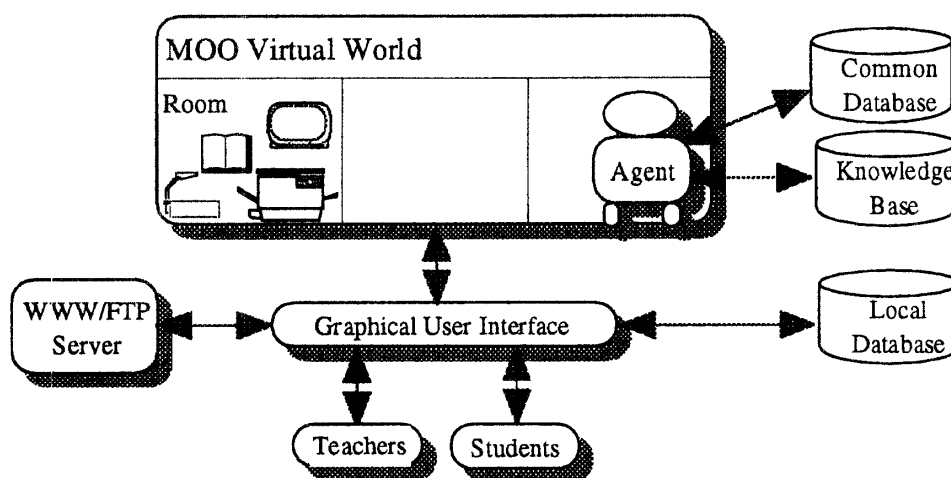 MOO Virtual World
Room
Agent
Common
Database
Knowledge
Base
WWW/FTP
Server
Graphical User Interface
Local
Database
Teachers
Students